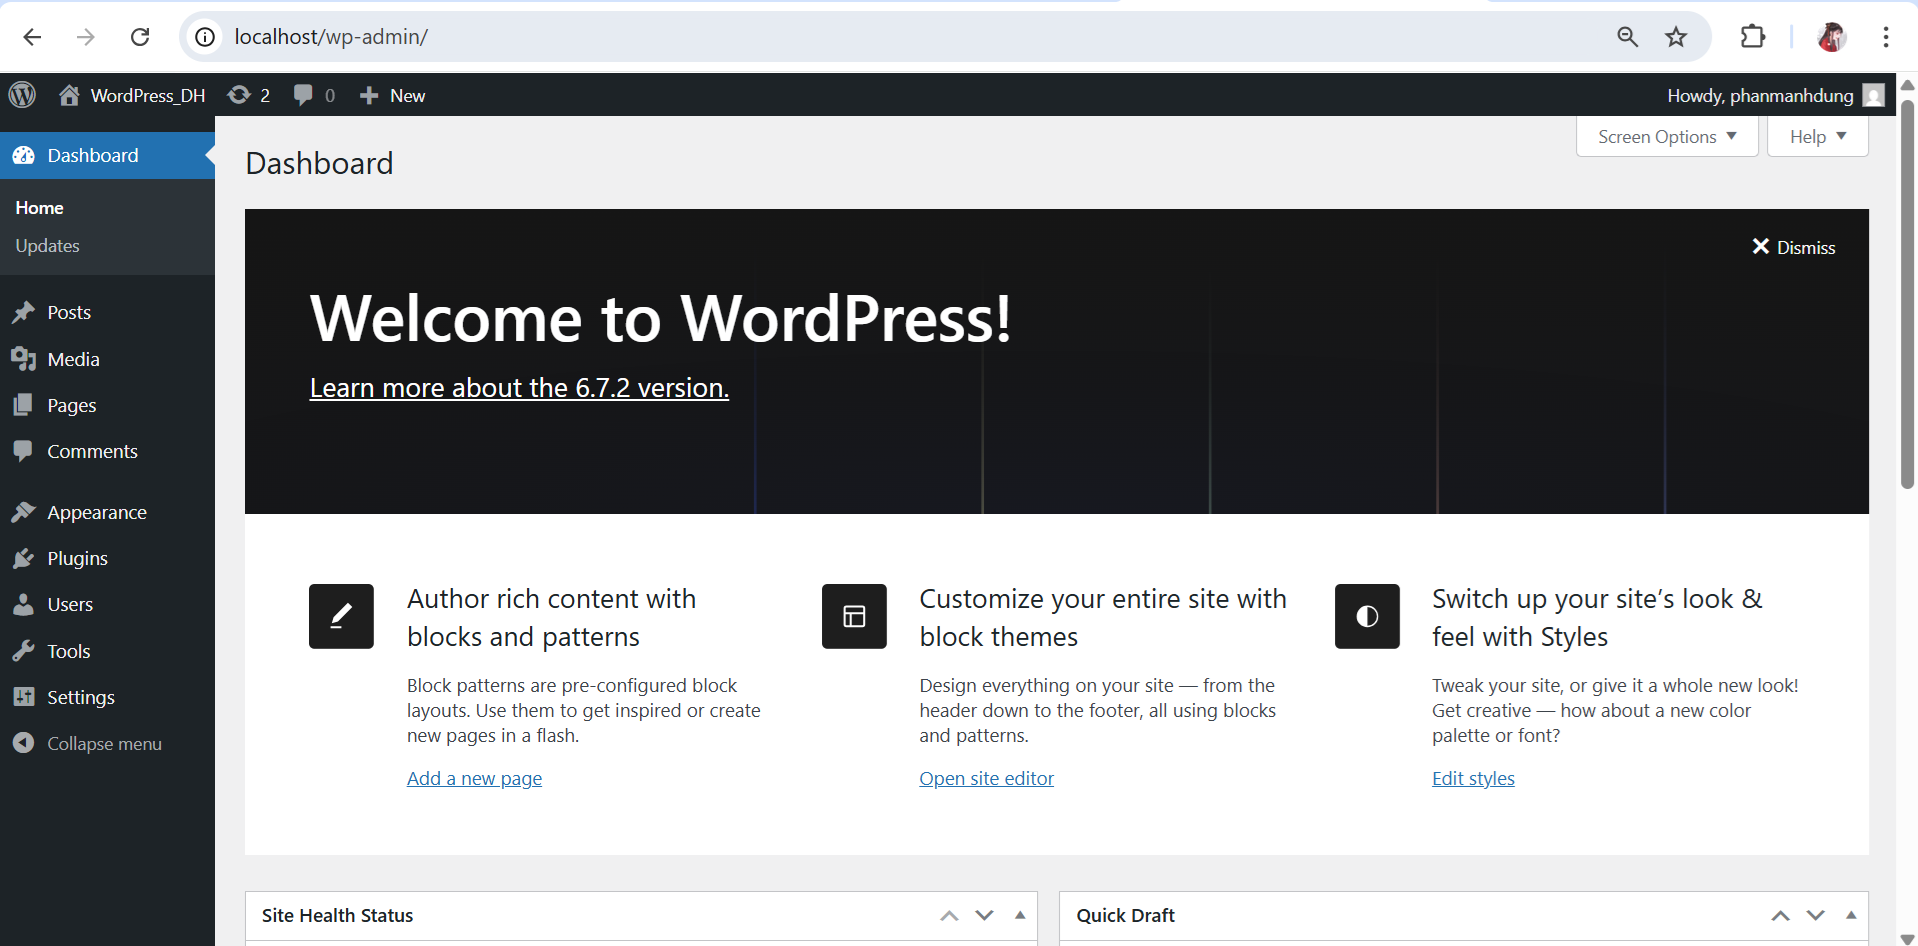 localhost/wp-admin/
WordPress_DH 2 0 New
Howdy, phanmanhdung
Dashboard
Home
Updates
Posts
Media
Pages
Comments
Appearance
Plugins
Users
Tools
Settings
Collapse menu
Screen Options
Help
Dashboard
Dismiss
Welcome to WordPress!
Learn more about the 6.7.2 version.
Author rich content with
blocks and patterns
Block patterns are pre-configured block
layouts. Use them to get inspired or create
new pages in a flash.
Add a new page
Customize your entire site with
block themes
Design everything on your site — from the
header down to the footer, all using blocks
and patterns.
Open site editor
Switch up your site’s look &
feel with Styles
Tweak your site, or give it a whole new look!
Get creative — how about a new color
palette or font?
Edit styles
Site Health Status
Quick Draft